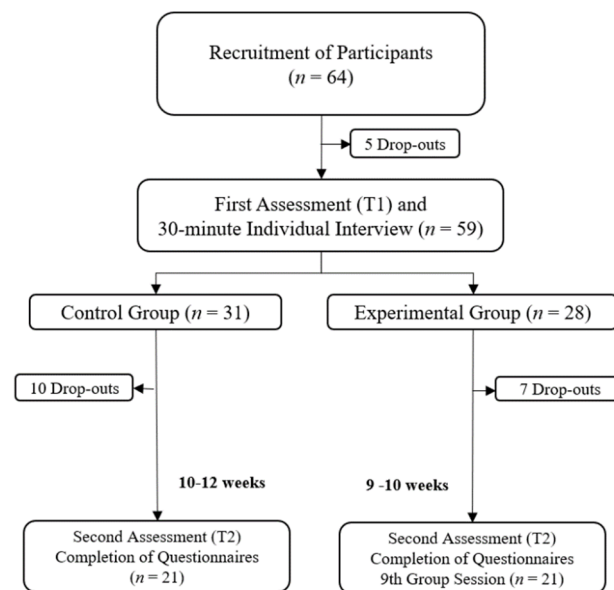 Recruitment of Participants
(n = 64)
5 Drop-outs
First Assessment (T1) and
30-minute Individual Interview (n = 59)
Control Group (n = 31)
Experimental Group (n = 28)
10 Drop-outs
7 Drop-outs
10-12 weeks
9 -10 weeks
Second Assessment (T2)
Completion of Questionnaires
(n = 21)
Second Assessment (T2)
Completion of Questionnaires
9th Group Session (n = 21)